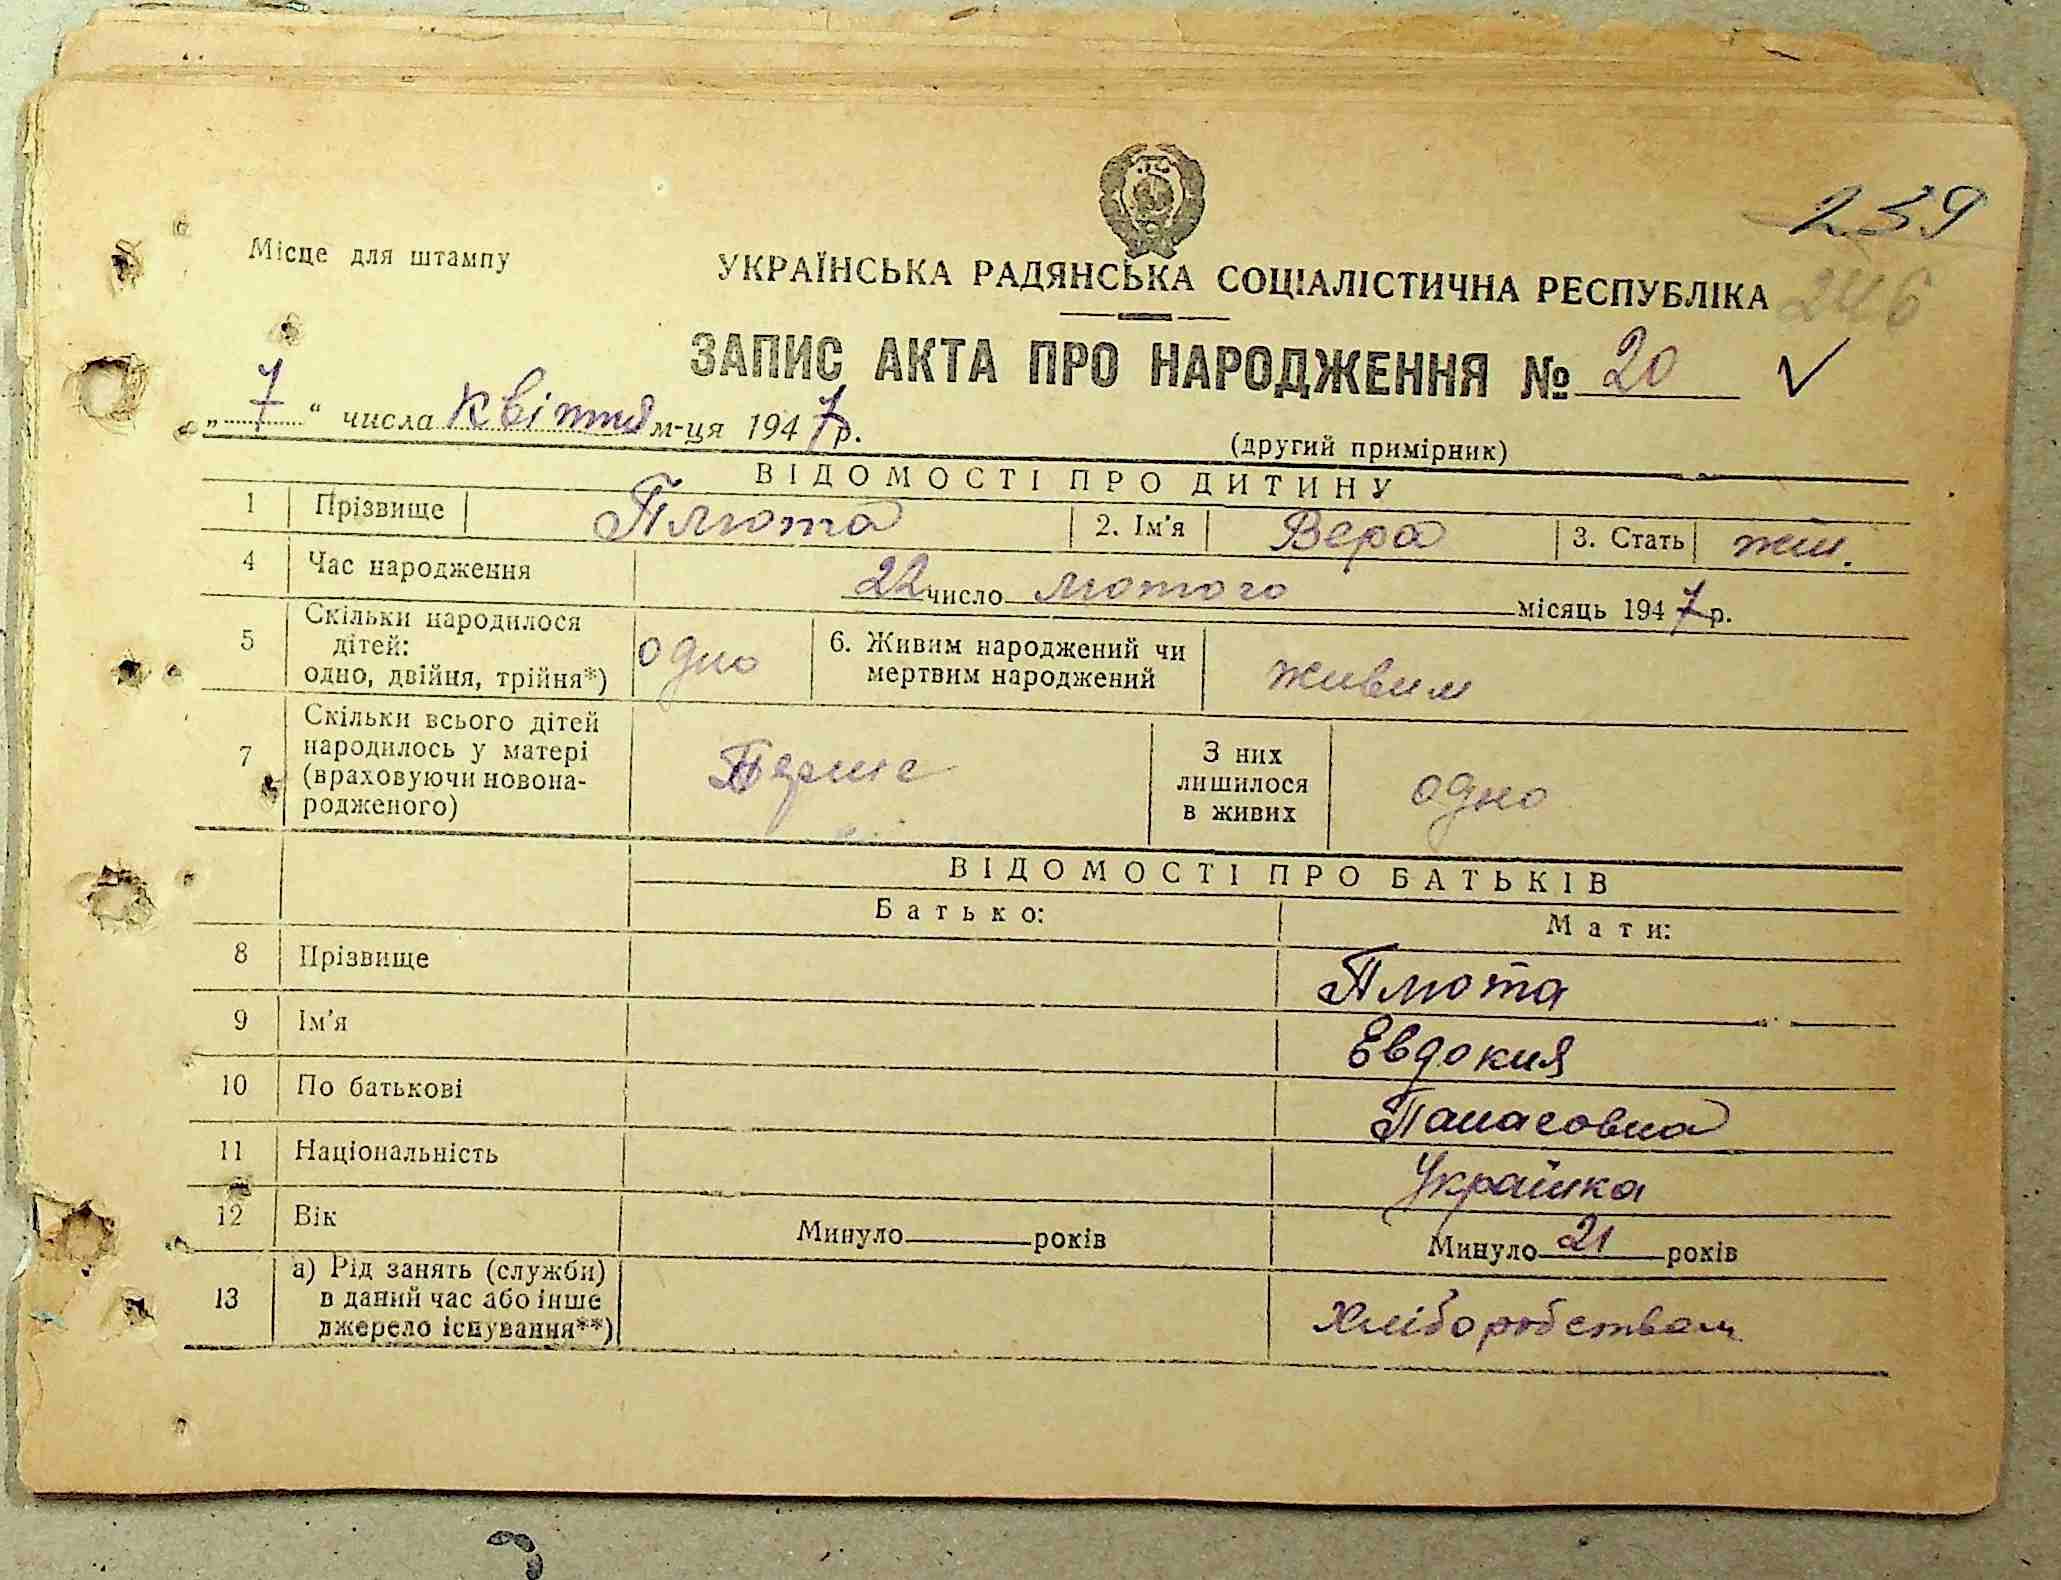 239
Місце для штампу
УКРАЇНСЬКА РАДЯНСЬКА СОЦІАЛІСТИЧНА РЕСПУБЛІКА
246
ЗАПИС АКТА ПРО НАРОДЖЕННЯ № 20 ✓
„7“ числа квітня м-ця 1947 р.
(другий примірник)
ВІДОМОСТІ ПРО ДИТИНУ
1 Прізвище Плюта 2. Ім'я Вера 3. Стать жін.
4 Час народження 22 число лютого місяць 1947 р.
5 Скільки народилося
дітей:
одно, двійня, трійня*) одно
6. Живим народжений чи
мертвим народжений живим
7 Скільки всього дітей
народилось у матері
(враховуючи новона-
родженого) Перше
З них
лишилося
в живих одно
ВІДОМОСТІ ПРО БАТЬКІВ
Батько: Мати:
8 Прізвище Плюта
9 Ім'я Евдокия
10 По батькові Панасовна
11 Національність Українка
12 Вік Минуло років Минуло 21 років
13 а) Рід занять (служби)
в даний час або інше
джерело існування**) Хліборобством